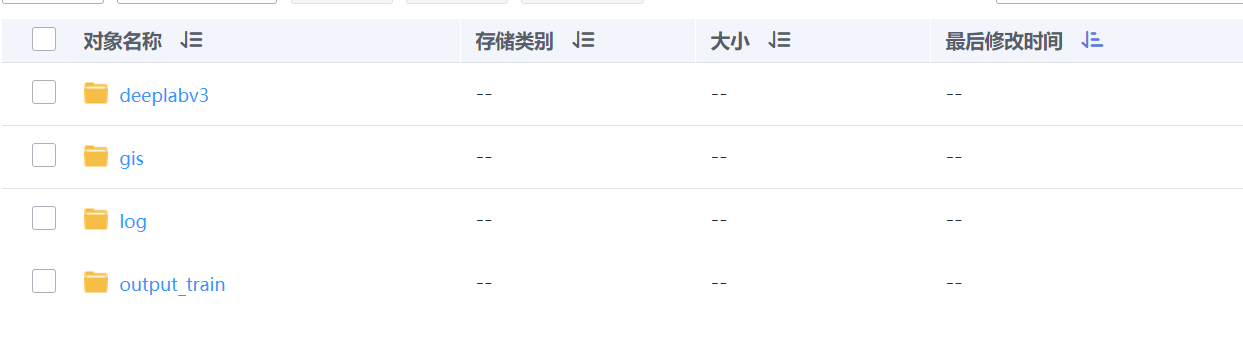 对象名称 存储类别 大小 最后修改时间
deeplabv3 -- -- --
gis -- -- --
log -- -- --
output_train -- -- --